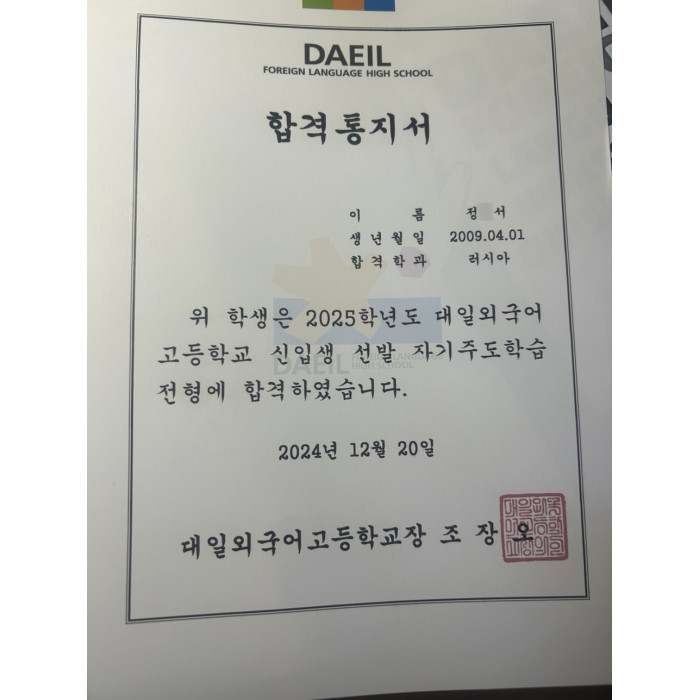 DAEIL
FOREIGN LANGUAGE HIGH SCHOOL
합격통지서
이 름 정 서
생년월일 2009.04.01
합격학과 러시아
위 학생은 2025학년도 대일외국어
고등학교 신입생 선발 자기주도학습
전형에 합격하였습니다.
2024년 12월 20일
대일외국어고등학교장 조 장 오